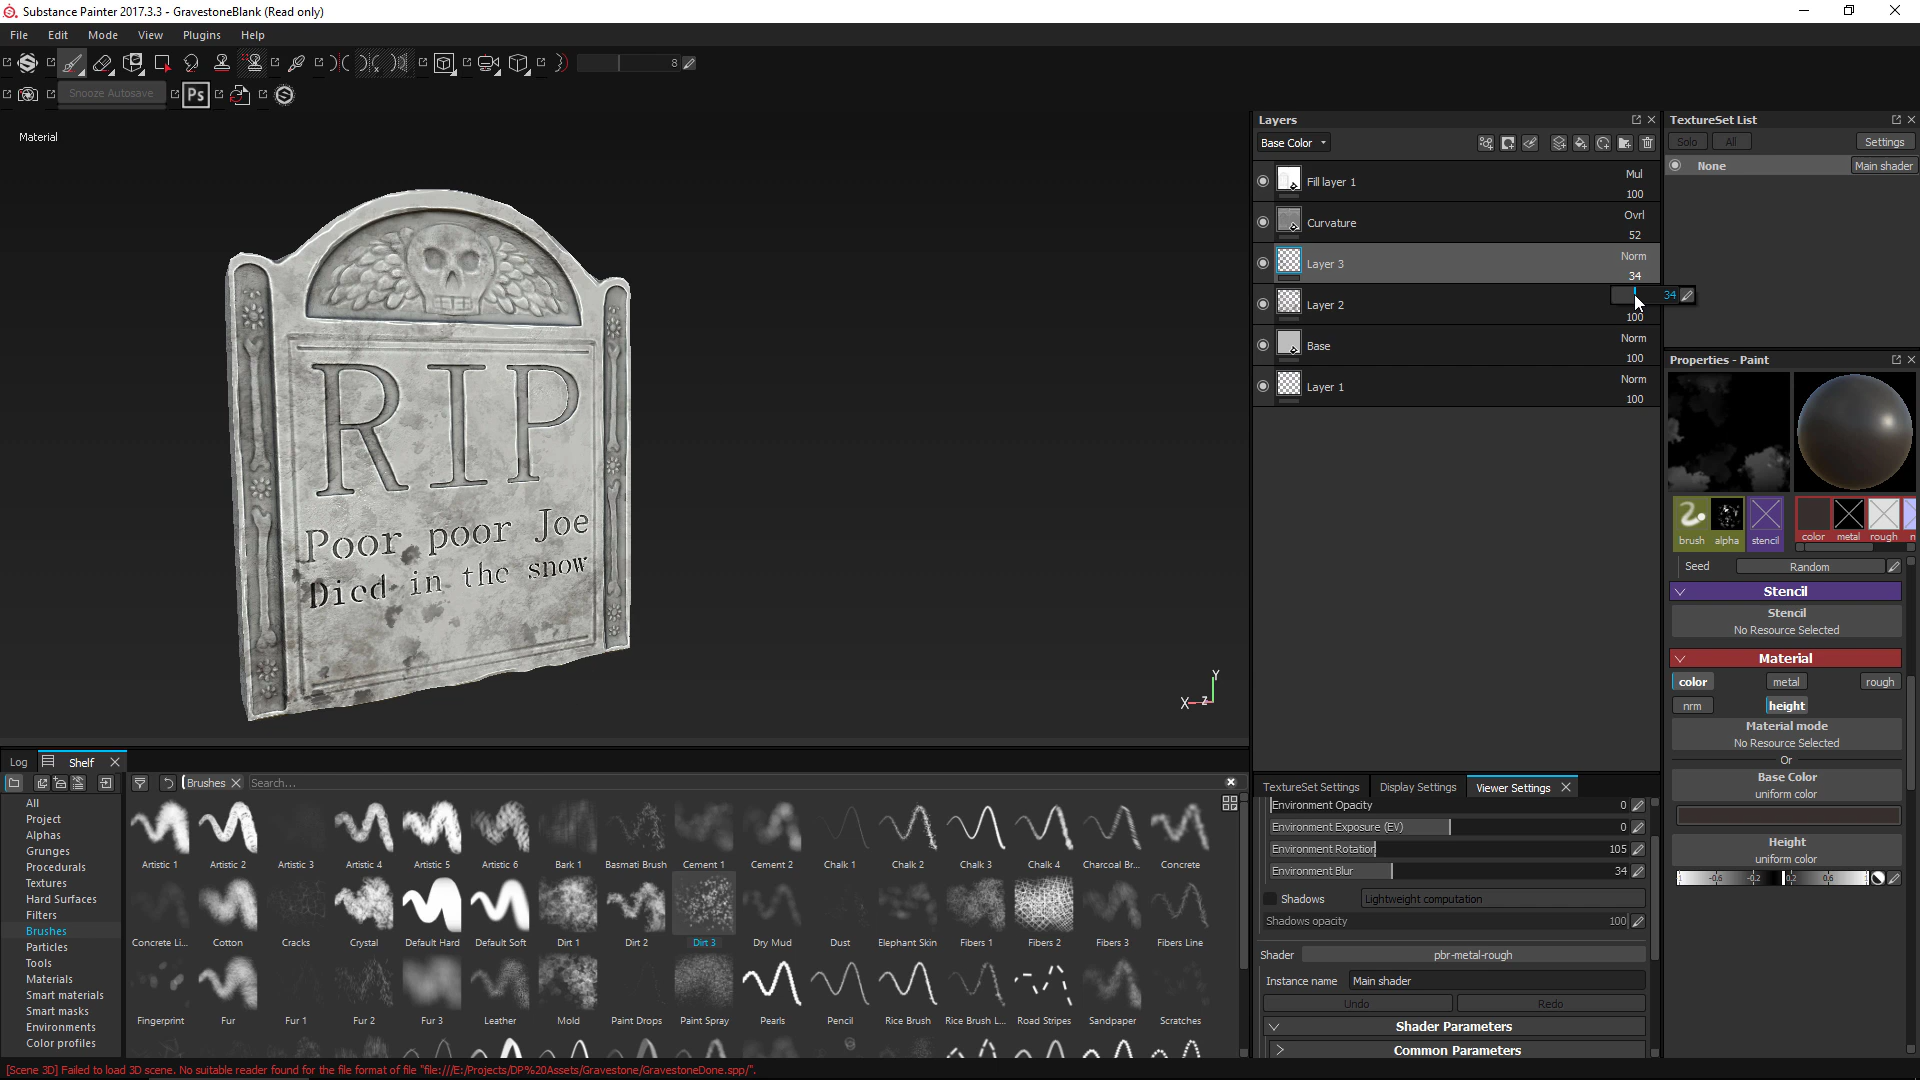 Substance Painter 2017.3.3 - GravestoneBlank (Read only)
File Edit Mode View Plugins Help
8
Snooze Autosave Ps
Material
RIP
Poor poor Joe
Died in the snow
Y
X Z
Layers
Base Color
Fill layer 1 Mul 100
Curvature Ovrl 52
Layer 3 Norm 34
34
Layer 2 100
Base Norm 100
Layer 1 Norm 100
TextureSet List
Solo All Settings
None Main shader
Properties - Paint
brush alpha stencil color metal rough n
Seed Random
Stencil
Stencil
No Resource Selected
Material
color metal rough
nrm height
Material mode
No Resource Selected
Or
Base Color
uniform color
Height
uniform color
1 -0.6 -0.2 0.2 0.6 1
TextureSet Settings Display Settings Viewer Settings
Environment Opacity 0
Environment Exposure (EV) 0
Environment Rotation 105
Environment Blur 34
Shadows Lightweight computation
Shadows opacity 100
Shader pbr-metal-rough
Instance name Main shader
Undo Redo
Shader Parameters
Common Parameters
Log Shelf
Brushes Search...
All
Project
Alphas
Grunges
Procedurals
Textures
Hard Surfaces
Filters
Brushes
Particles
Tools
Materials
Smart materials
Smart masks
Environments
Color profiles
Artistic 1 Artistic 2 Artistic 3 Artistic 4 Artistic 5 Artistic 6 Bark 1 Basmati Brush Cement 1 Cement 2 Chalk 1 Chalk 2 Chalk 3 Chalk 4 Charcoal Br... Concrete
Concrete Li... Cotton Cracks Crystal Default Hard Default Soft Dirt 1 Dirt 2 Dirt 3 Dry Mud Dust Elephant Skin Fibers 1 Fibers 2 Fibers 3 Fibers Line
Fingerprint Fur Fur 1 Fur 2 Fur 3 Leather Mold Paint Drops Paint Spray Pearls Pencil Rice Brush Rice Brush L... Road Stripes Sandpaper Scratches
[Scene 3D] Failed to load 3D scene. No suitable reader found for the file format of file "file:///E:/Projects/DP%20Assets/Gravestone/GravestoneDone.spp/".